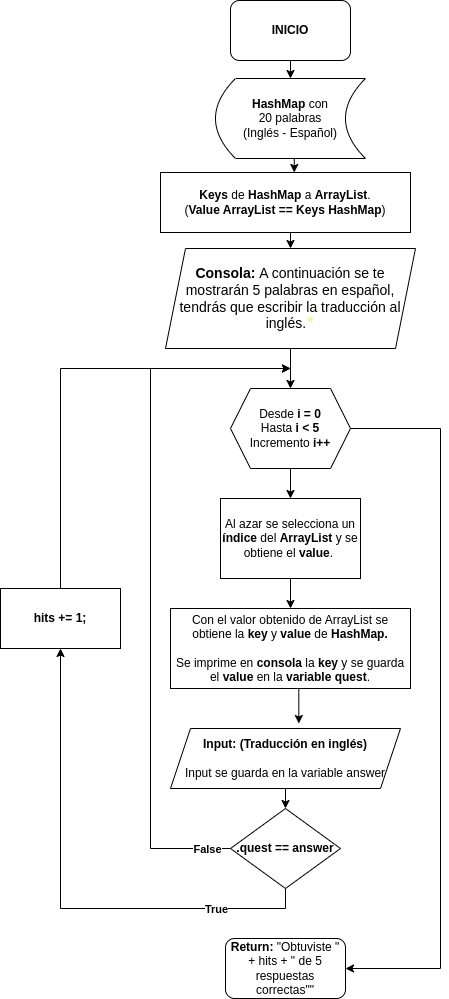 INICIO
HashMap con
20 palabras
(Inglés - Español)
Keys de HashMap a ArrayList.
(Value ArrayList == Keys HashMap)
Consola: A continuación se te
mostrarán 5 palabras en español,
tendrás que escribir la traducción al
inglés."
Desde i = 0
Hasta i < 5
Incremento i++
Al azar se selecciona un
índice del ArrayList y se
obtiene el value.
hits += 1;
Con el valor obtenido de ArrayList se
obtiene la key y value de HashMap.
Se imprime en consola la key y se guarda
el value en la variable quest.
Input: (Traducción en inglés)
Input se guarda en la variable answer
False
.quest == answer
True
Return: "Obtuviste "
+ hits + " de 5
respuestas
correctas""